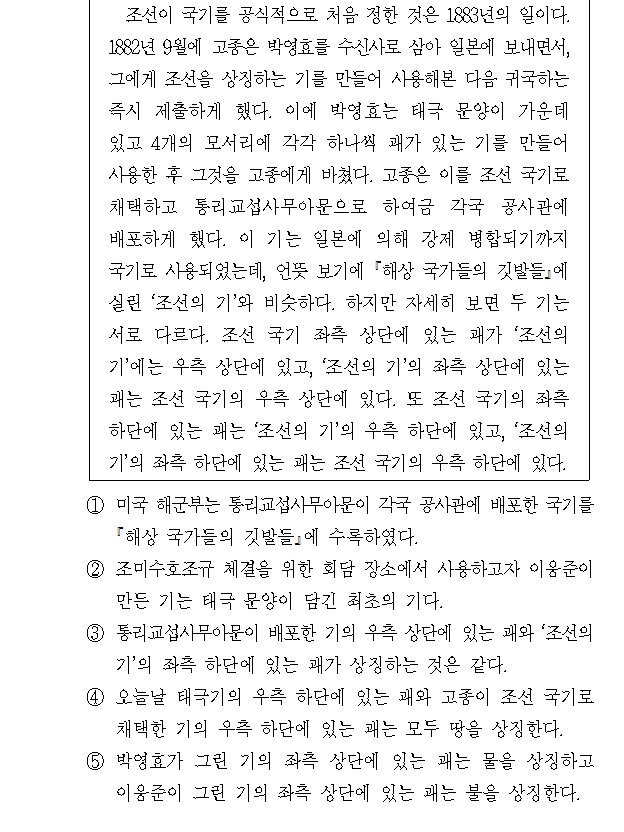 조선이 국기를 공식적으로 처음 정한 것은 1883년의 일이다.
1882년 9월에 고종은 박영효를 수신사로 삼아 일본에 보내면서,
그에게 조선을 상징하는 기를 만들어 사용해본 다음 귀국하는
즉시 제출하게 했다. 이에 박영효는 태극 문양이 가운데
있고 4개의 모서리에 각각 하나씩 괘가 있는 기를 만들어
사용한 후 그것을 고종에게 바쳤다. 고종은 이를 조선 국기로
채택하고 통리교섭사무아문으로 하여금 각국 공사관에
배포하게 했다. 이 기는 일본에 의해 강제 병합되기까지
국기로 사용되었는데, 언뜻 보기에 『해상 국가들의 깃발들』에
실린 ‘조선의 기’와 비슷하다. 하지만 자세히 보면 두 기는
서로 다르다. 조선 국기 좌측 상단에 있는 괘가 ‘조선의
기’에는 우측 상단에 있고, ‘조선의 기’의 좌측 상단에 있는
괘는 조선 국기의 우측 상단에 있다. 또 조선 국기의 좌측
하단에 있는 괘는 ‘조선의 기’의 우측 하단에 있고, ‘조선의
기’의 좌측 하단에 있는 괘는 조선 국기의 우측 하단에 있다.
① 미국 해군부는 통리교섭사무아문이 각국 공사관에 배포한 국기를
『해상 국가들의 깃발들』에 수록하였다.
② 조미수호조규 체결을 위한 회담 장소에서 사용하고자 이응준이
만든 기는 태극 문양이 담긴 최초의 기다.
③ 통리교섭사무아문이 배포한 기의 우측 상단에 있는 괘와 ‘조선의
기’의 좌측 하단에 있는 괘가 상징하는 것은 같다.
④ 오늘날 태극기의 우측 하단에 있는 괘와 고종이 조선 국기로
채택한 기의 우측 하단에 있는 괘는 모두 땅을 상징한다.
⑤ 박영효가 그린 기의 좌측 상단에 있는 괘는 물을 상징하고
이응준이 그린 기의 좌측 상단에 있는 괘는 불을 상징한다.